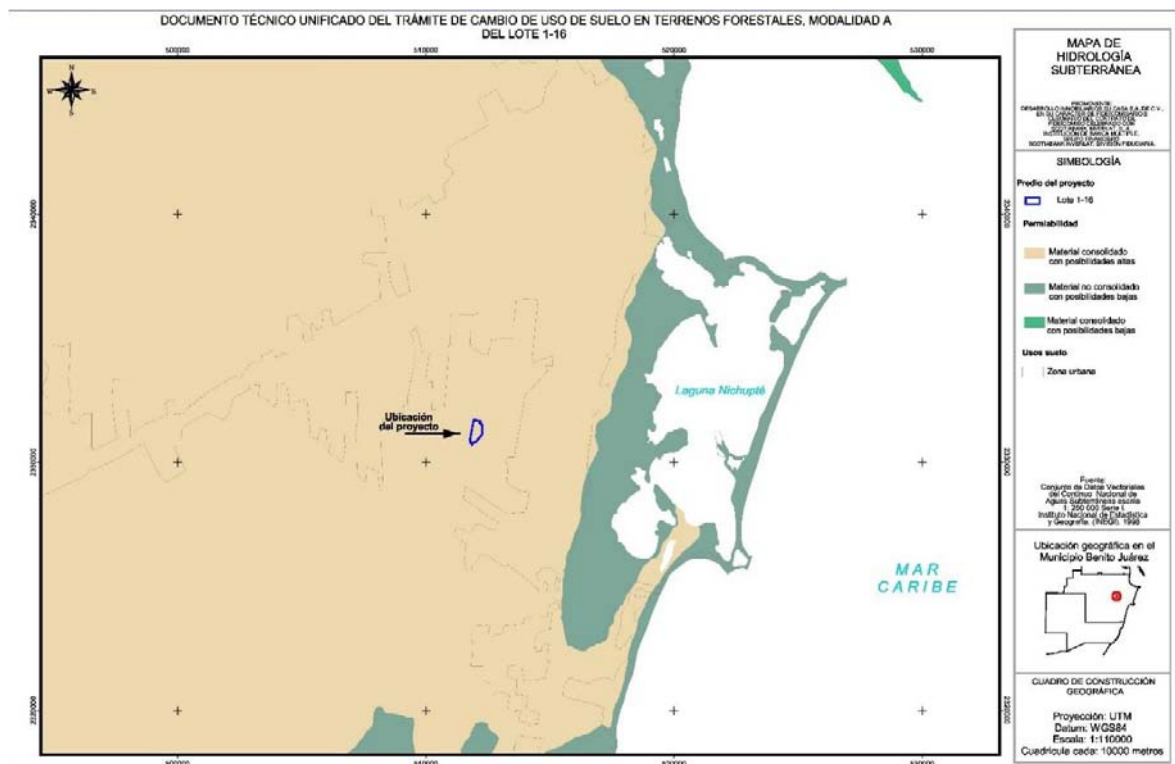 DOCUMENTO TÉCNICO UNIFICADO DEL TRÁMITE DE CAMBIO DE USO DE SUELO EN TERRENOS FORESTALES, MODALIDAD A
DEL LOTE 1-16
510000
520000
N
W E
S
2340000
2330000
Ubicación
del proyecto
Laguna Nichupté
MAR
CARIBE
MAPA DE
HIDROLOGÍA
SUBTERRÁNEA
SIMBOLOGÍA
Predio del proyecto
Lote 1-16
Permiabilidad
Material consolidado
con posibilidades altas
Material no consolidado
con posibilidades bajas
Material consolidado
con posibilidades bajas
Usos suelo
Zona urbana
Fuente:
Conjunto de Datos Vectoriales
del Continuo Nacional de
Aguas Subterráneas escala
1: 250 000 Serie I.
Instituto Nacional de Estadística
y Geografía. (INEGI). 1998
Ubicación geográfica en el
Municipio Benito Juárez
CUADRO DE CONSTRUCCIÓN
GEOGRÁFICA
Proyección: UTM
Datum: WGS84
Escala: 1:110000
Cuadrícula cada: 10000 metros